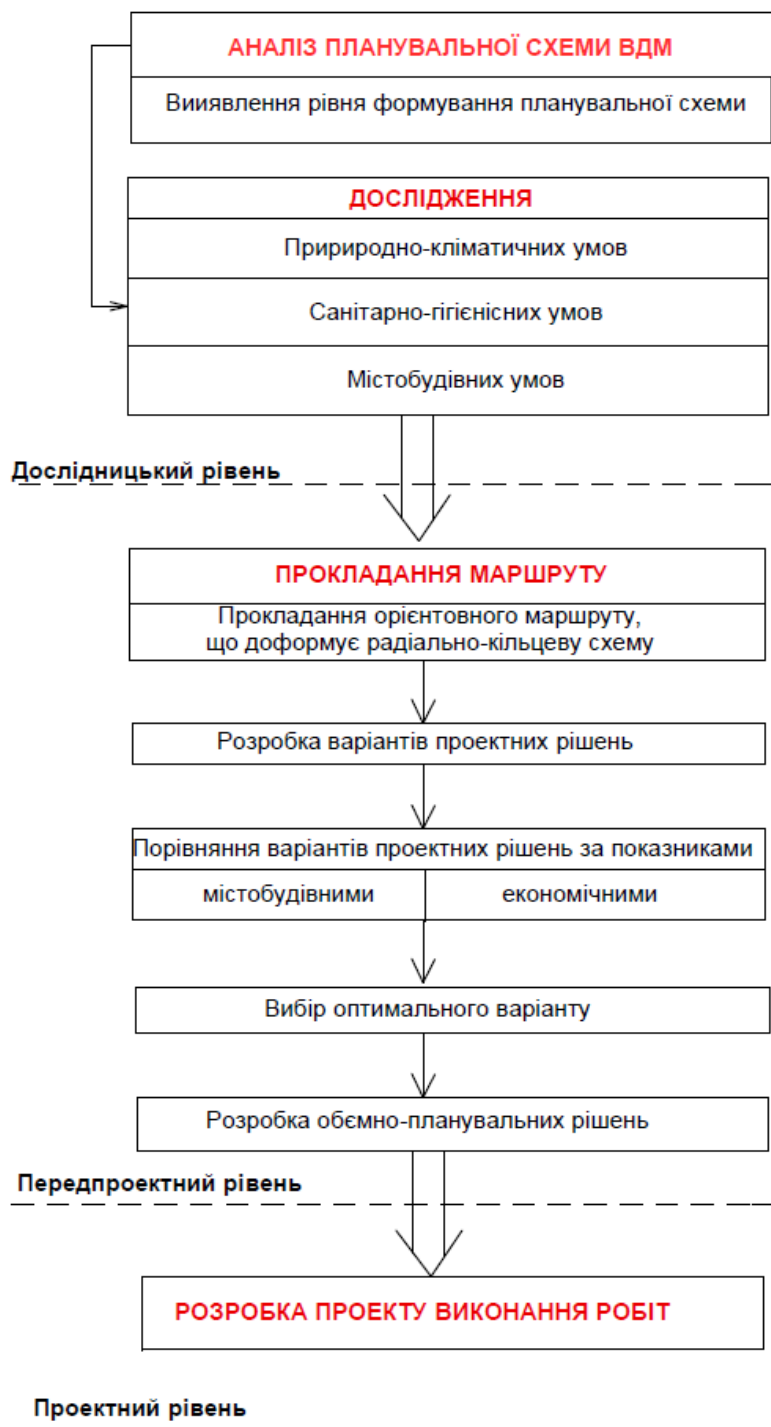 АНАЛІЗ ПЛАНУВАЛЬНОЇ СХЕМИ ВДМ
Вииявлення рівня формування планувальної схеми
ДОСЛІДЖЕННЯ
Пририродно-кліматичних умов
Санітарно-гігієнісних умов
Містобудівних умов
Дослідницький рівень
ПРОКЛАДАННЯ МАРШРУТУ
Прокладання орієнтовного маршруту,
що доформує радіально-кільцеву схему
Розробка варіантів проектних рішень
Порівняння варіантів проектних рішень за показниками
містобудівними
економічними
Вибір оптимального варіанту
Розробка обємно-планувальних рішень
Передпроектний рівень
РОЗРОБКА ПРОЕКТУ ВИКОНАННЯ РОБІТ
Проектний рівень